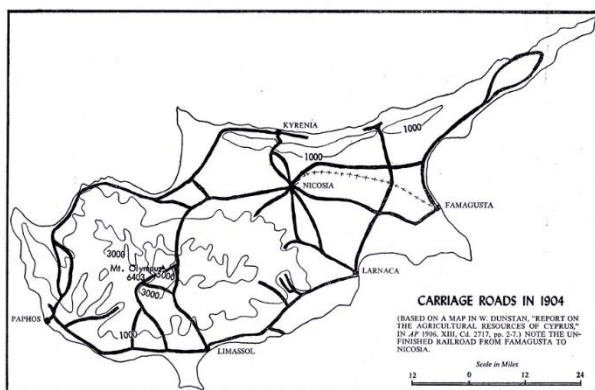 KYRENIA
1000
1000
NICOSIA
FAMAGUSTA
3000
Mt. Olympus
6403
5000
3000
LARNACA
PAPHOS
1000
LIMASSOL
CARRIAGE ROADS IN 1904
(BASED ON A MAP IN W. DUNSTAN, "REPORT ON
THE AGRICULTURAL RESOURCES OF CYPRUS,"
IN AP 1906, XIII, Cd. 2717, pp. 2-7.) NOTE THE UN-
FINISHED RAILROAD FROM FAMAGUSTA TO
NICOSIA.
Scale in Miles
12 0 12 24